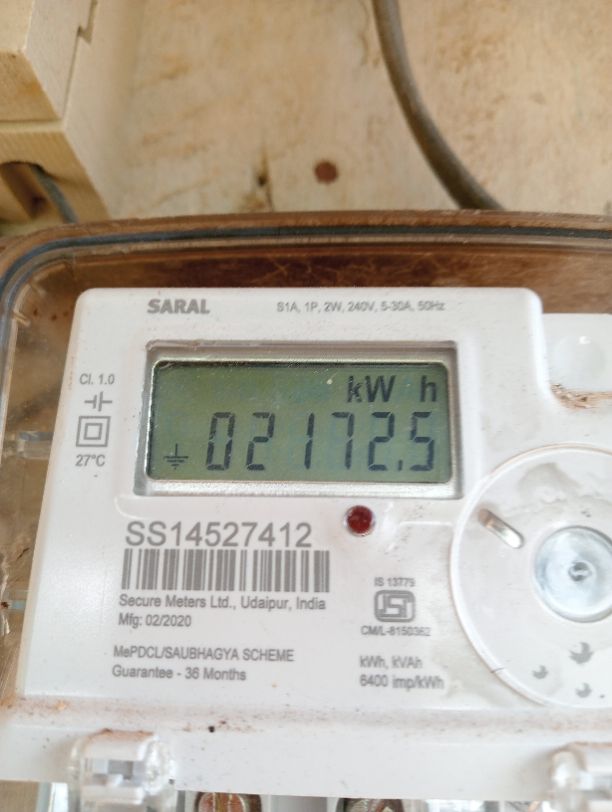 SARAL S1A, 1P, 2W, 240V, 5-30A, 50Hz
Cl. 1.0
kW h
02172.5
27°C
SS14527412
Secure Meters Ltd., Udaipur, India
Mfg: 02/2020
IS 13779
CM/L-8150362
MePDCL/SAUBHAGYA SCHEME
Guarantee - 36 Months
kWh, kVAh
6400 imp/kWh